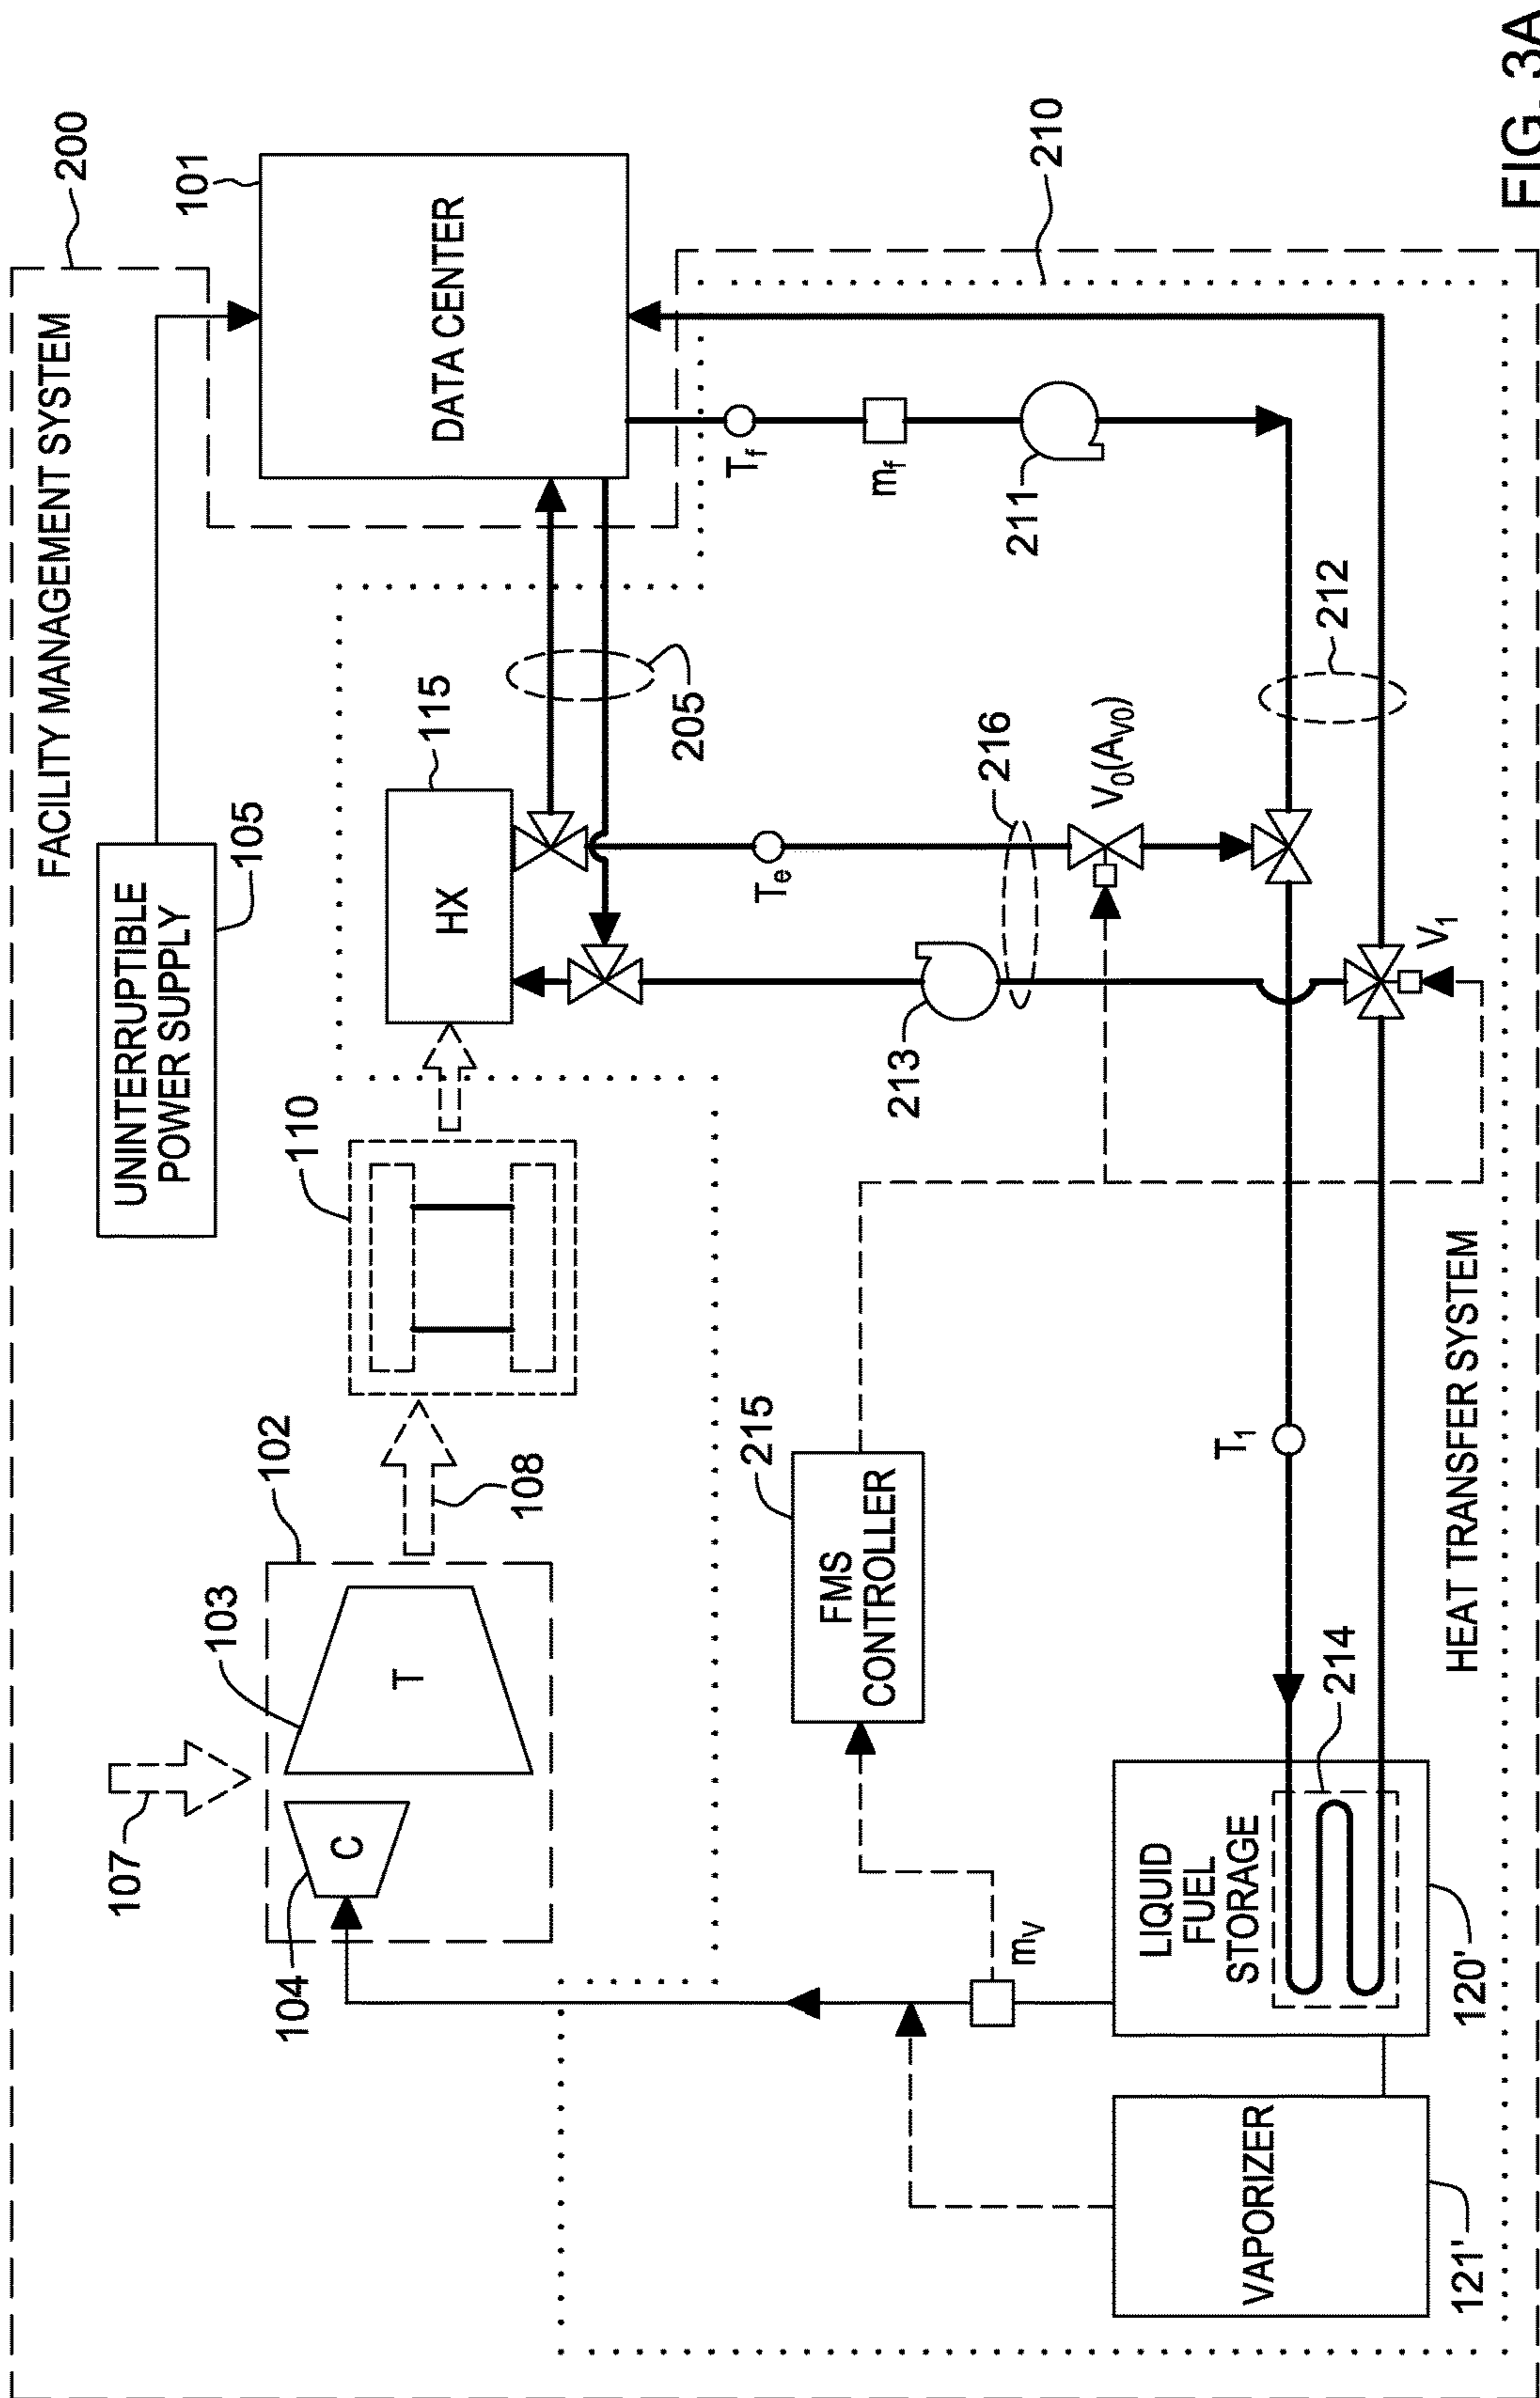 FACILITY MANAGEMENT SYSTEM
200
UNINTERRUPTIBLE
POWER SUPPLY
105
101
DATA CENTER
107
103
104
C
T
102
108
110
HX
115
205
215
FMS
CONTROLLER
213
216
Te
V0(AV0)
Tf
mf
211
210
mV
LIQUID
FUEL
STORAGE
214
T1
212
V1
VAPORIZER
121'
120'
HEAT TRANSFER SYSTEM
FIG. 3A